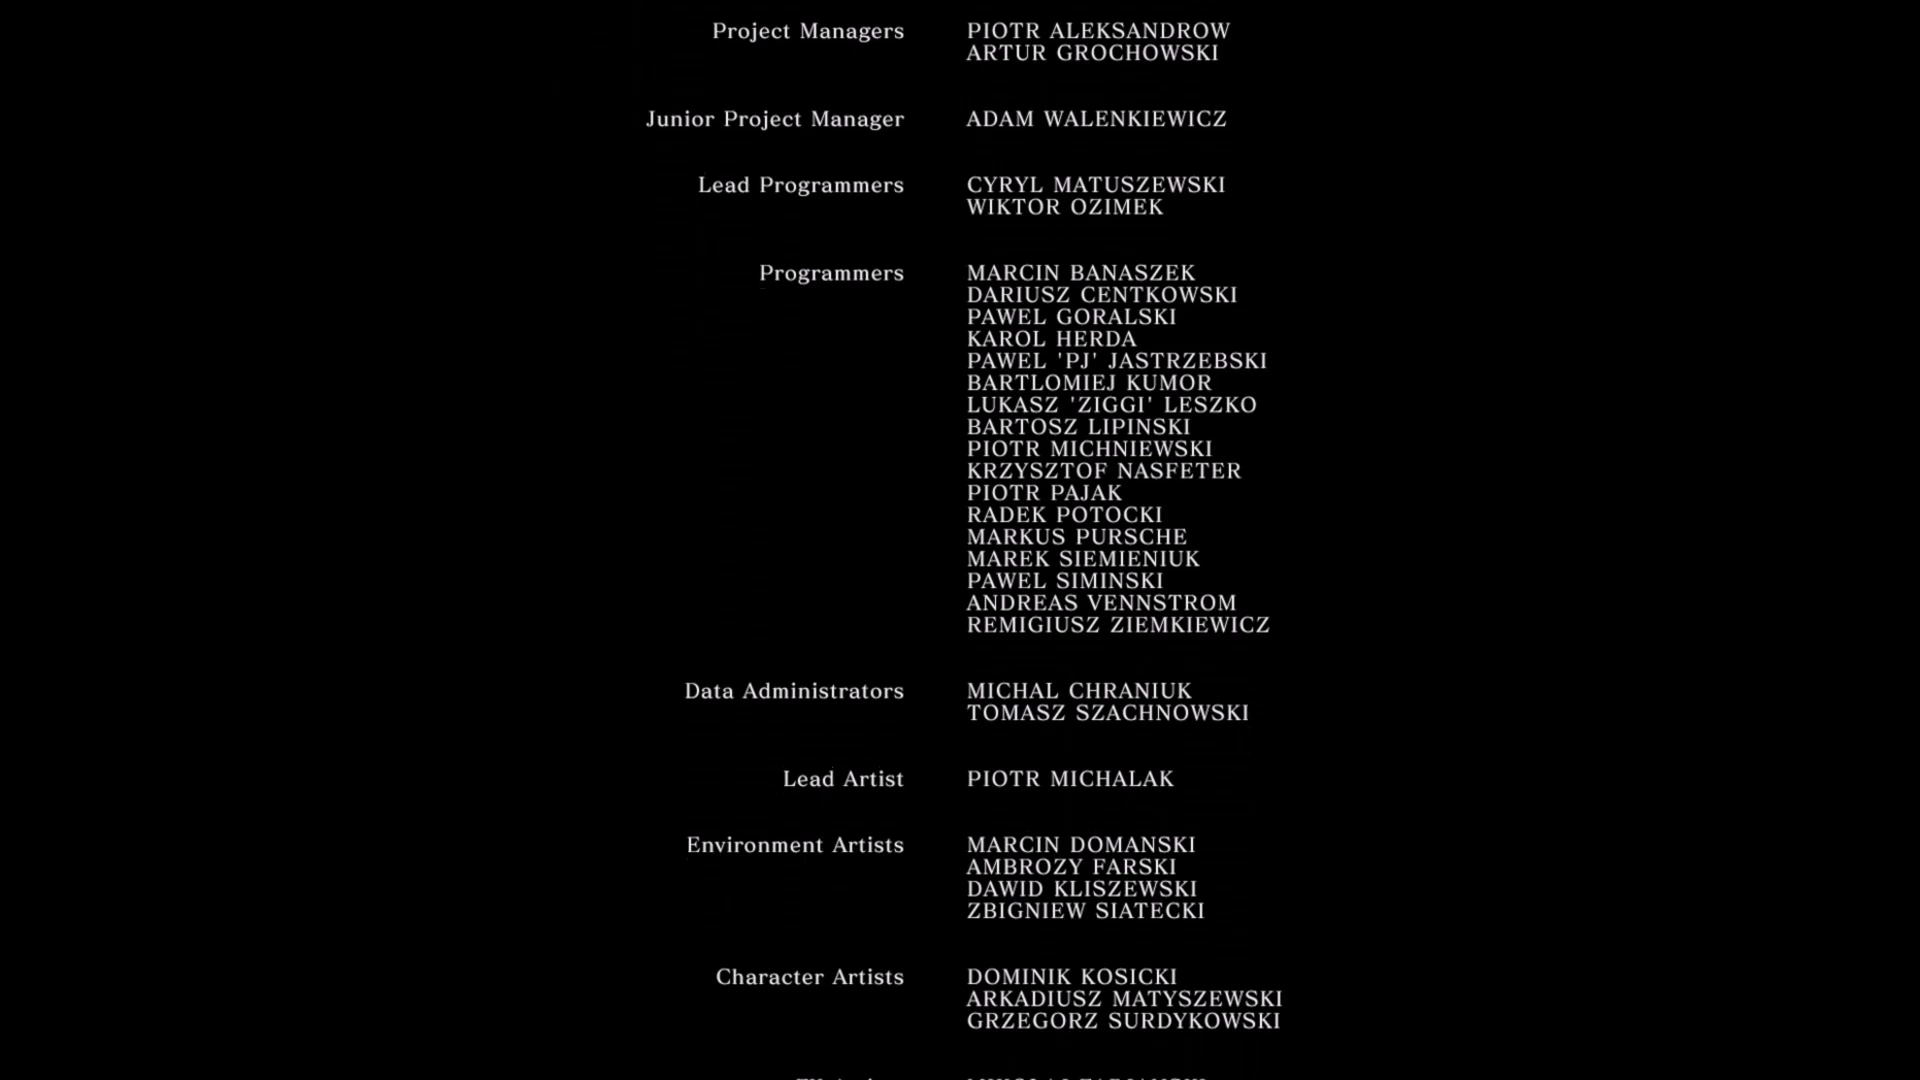 Project Managers PIOTR ALEKSANDROW
ARTUR GROCHOWSKI
Junior Project Manager ADAM WALENKIEWICZ
Lead Programmers CYRYL MATUSZEWSKI
WIKTOR OZIMEK
Programmers MARCIN BANASZEK
DARIUSZ CENTKOWSKI
PAWEL GORALSKI
KAROL HERDA
PAWEL 'PJ' JASTRZEBSKI
BARTLOMIEJ KUMOR
LUKASZ 'ZIGGI' LESZKO
BARTOSZ LIPINSKI
PIOTR MICHNIEWSKI
KRZYSZTOF NASFETER
PIOTR PAJAK
RADEK POTOCKI
MARKUS PURSCHE
MAREK SIEMIENIUK
PAWEL SIMINSKI
ANDREAS VENNSTROM
REMIGIUSZ ZIEMKIEWICZ
Data Administrators MICHAL CHRANIUK
TOMASZ SZACHNOWSKI
Lead Artist PIOTR MICHALAK
Environment Artists MARCIN DOMANSKI
AMBROZY FARSKI
DAWID KLISZEWSKI
ZBIGNIEW SIATECKI
Character Artists DOMINIK KOSICKI
ARKADIUSZ MATYSZEWSKI
GRZEGORZ SURDYKOWSKI